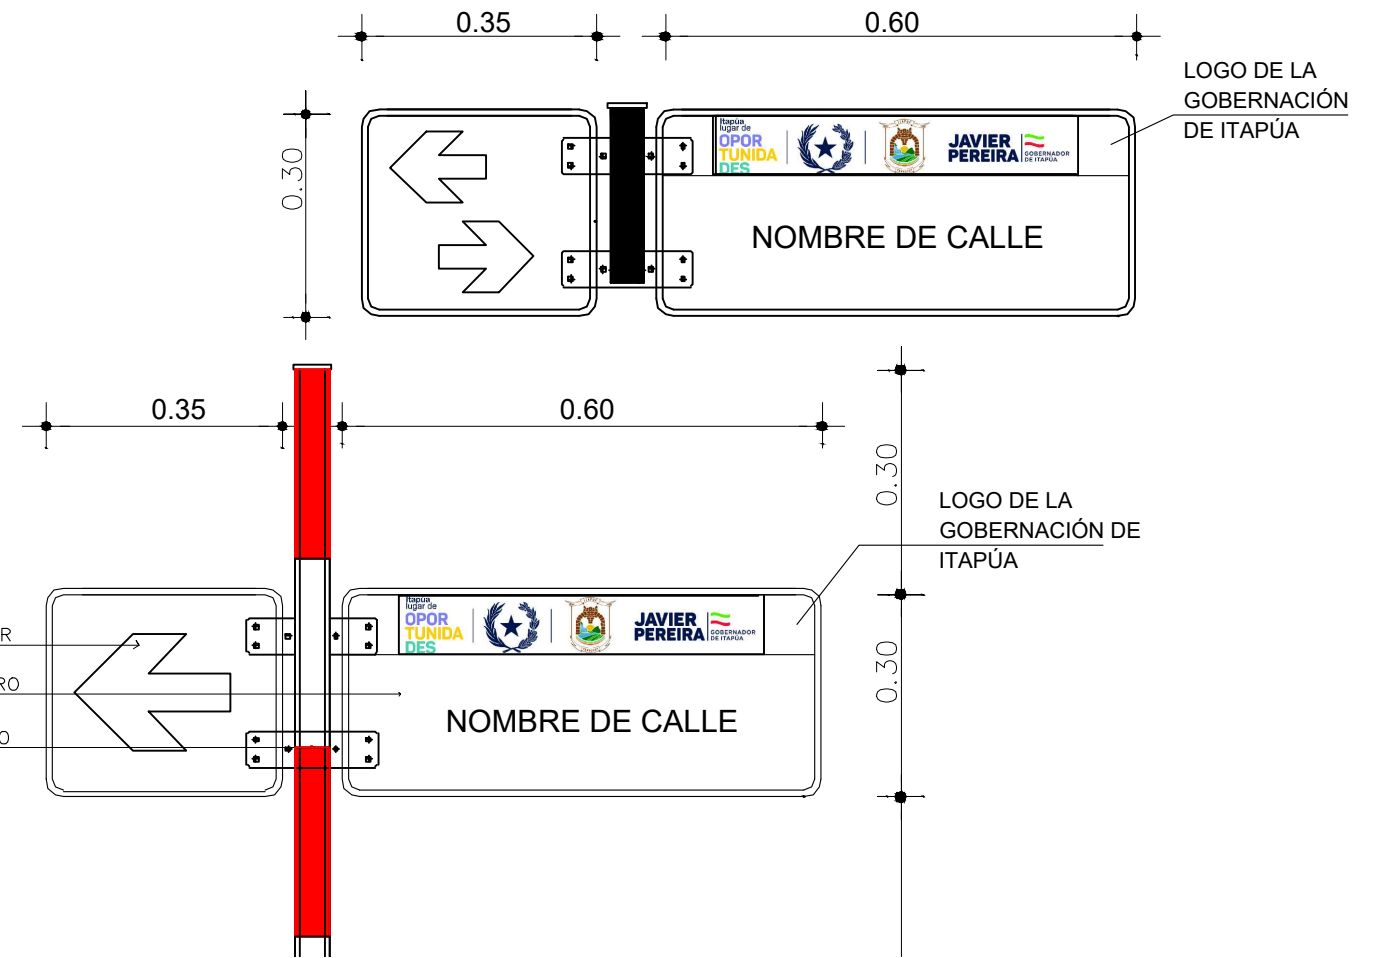 0.35
0.60
LOGO DE LA
GOBERNACIÓN
DE ITAPÚA
0.30
Itapúa
lugar de
OPOR
TUNIDA
DES
JAVIER
PEREIRA
GOBERNADOR
DE ITAPÚA
NOMBRE DE CALLE
0.35
0.60
0.30
LOGO DE LA
GOBERNACIÓN DE
ITAPÚA
Itapúa
lugar de
OPOR
TUNIDA
DES
JAVIER
PEREIRA
GOBERNADOR
DE ITAPÚA
R
RO
O
0.30
NOMBRE DE CALLE